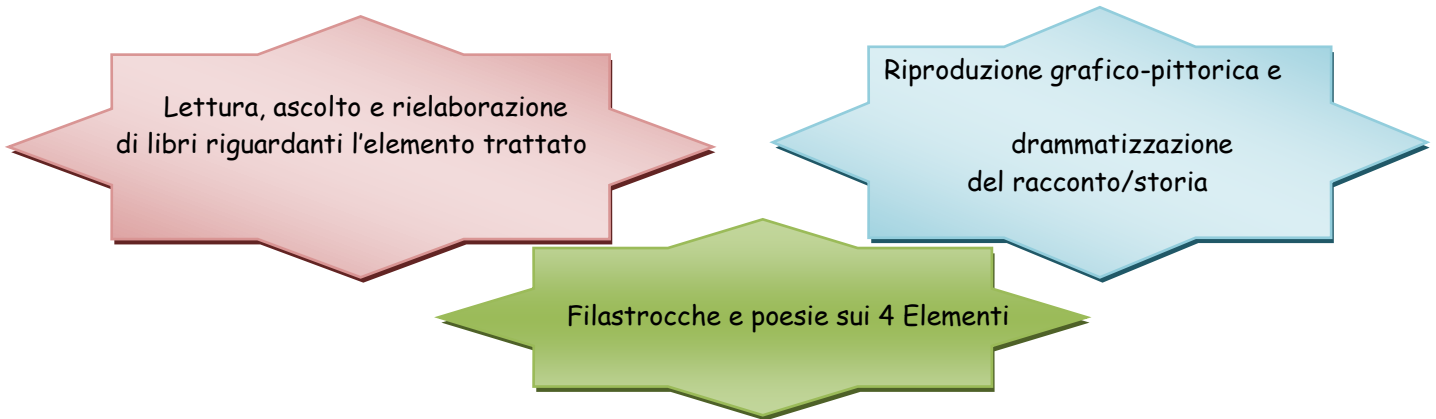 Lettura, ascolto e rielaborazione
di libri riguardanti l'elemento trattato
Riproduzione grafico-pittorica e
drammatizzazione
del racconto/storia
Filastrocche e poesie sui 4 Elementi